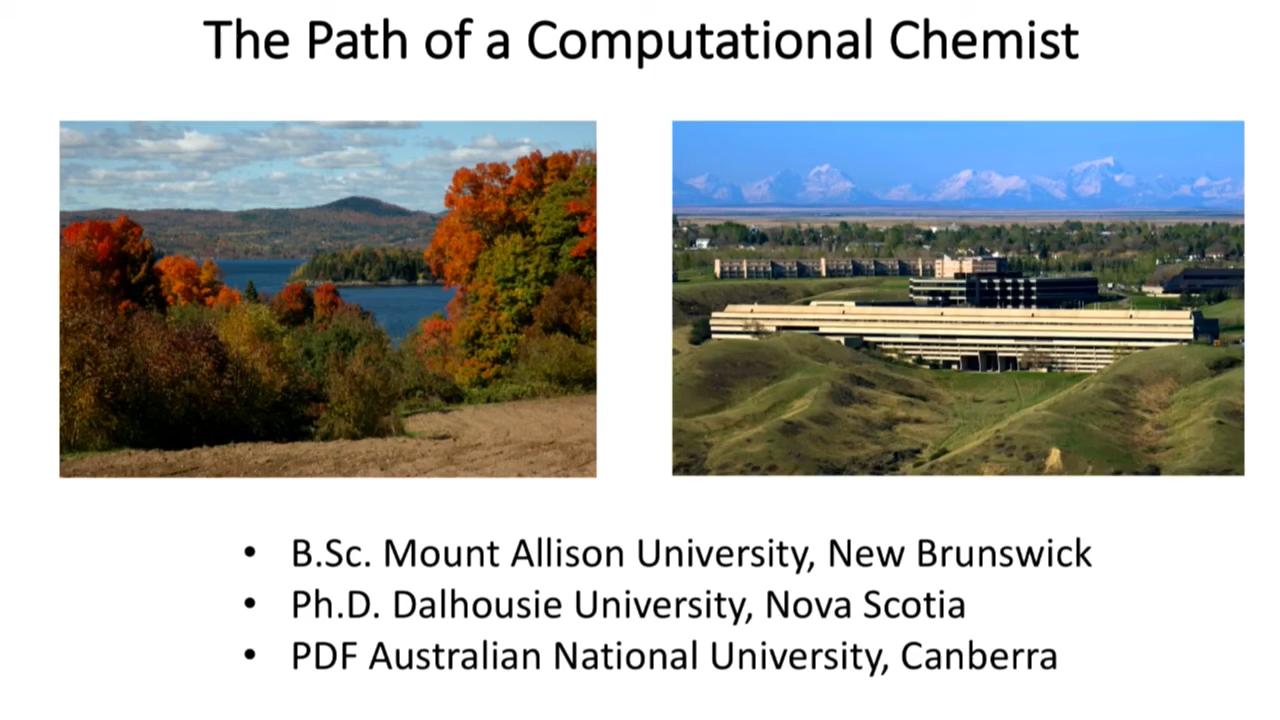 The Path of a Computational Chemist
• B.Sc. Mount Allison University, New Brunswick
• Ph.D. Dalhousie University, Nova Scotia
• PDF Australian National University, Canberra